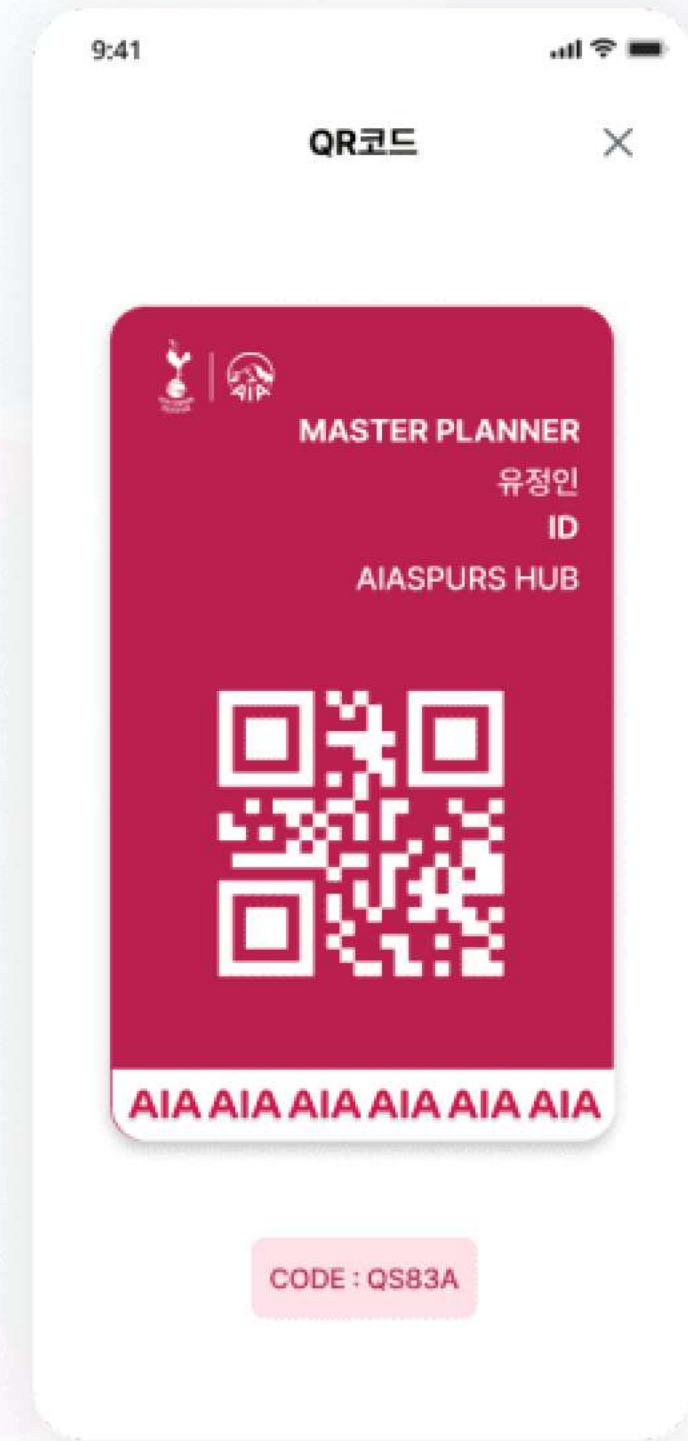 9:41
QR코드
AIA
MASTER PLANNER
유정인
ID
AIASPURS HUB
AIA AIA AIA AIA AIA AIA
CODE : QS83A